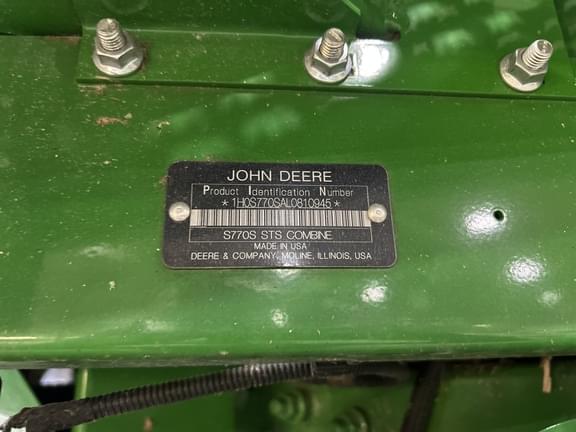 JOHN DEERE
Product Identification Number
*1H0S770SAL0810945*
S770S STS COMBINE
MADE IN USA
DEERE & COMPANY, MOLINE, ILLINOIS, USA